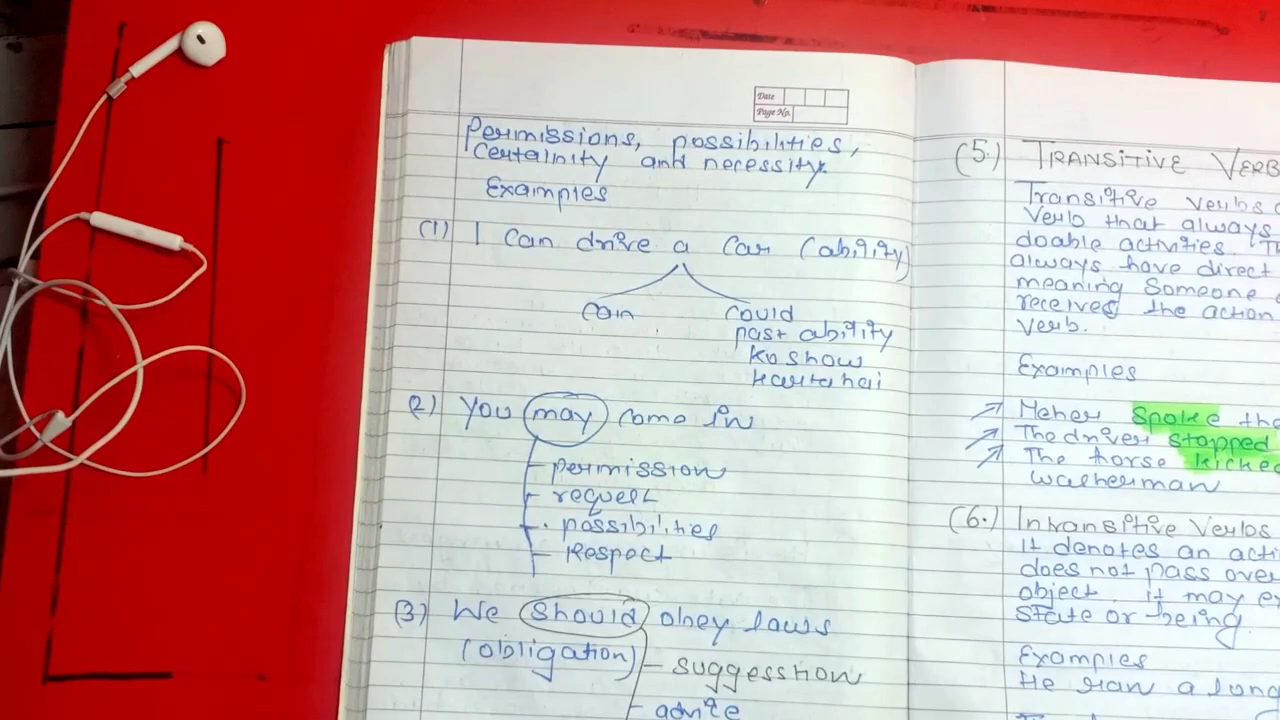 Date
Page No.
Permissions, possibilities,
certainity and necessity.
Examples
(1) I can drive a car (ability)
can could
past ability
ko show
karta hai
2) You may come in
permission
request
possibilities
Respect
(3) We should obey laws
(obligation) suggesstion
advice
(5.) TRANSITIVE VERB
Transitive verbs
verb that always
doable activities.
always have direct
meaning someone
receives the action
verb.
Examples
Meher spoke the
The driver stopped
The horse kicked
washerman
(6.) Intransitive Verbs
It denotes an acti
does not pass over
object. it may ex
state or being
Examples
He ran a long